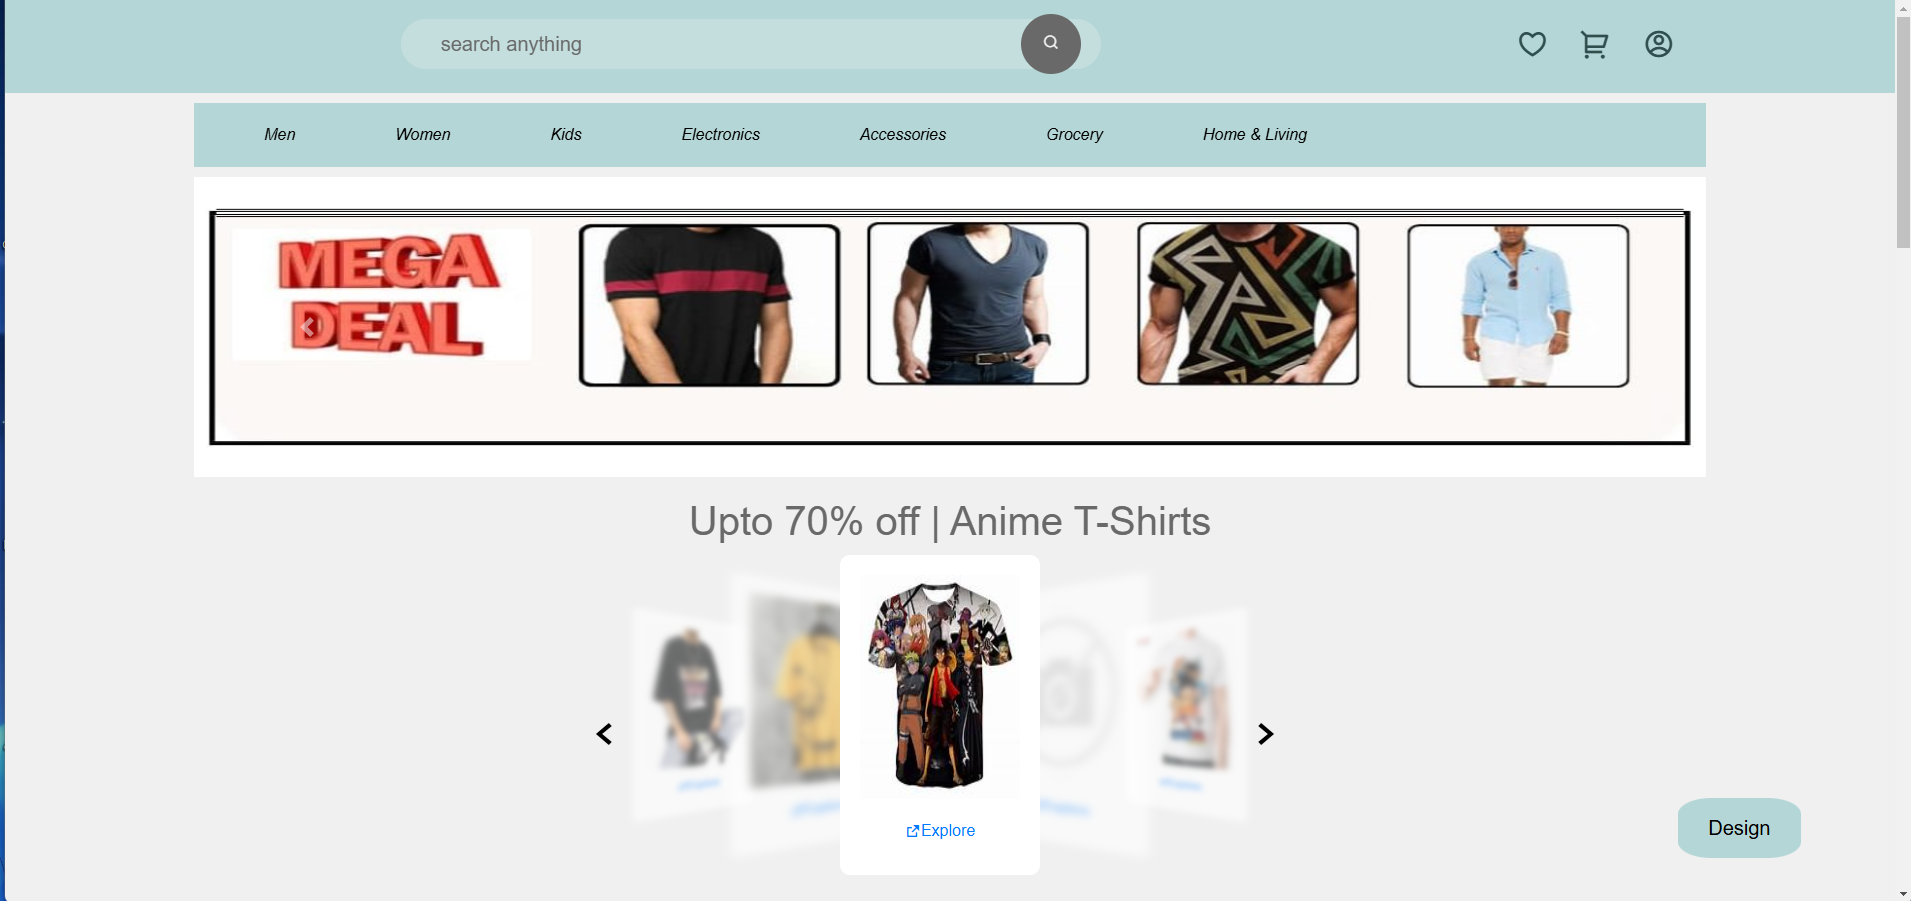 search anything
Men Women Kids Electronics Accessories Grocery Home & Living
MEGA
DEAL
Upto 70% off | Anime T-Shirts
Explore
Design